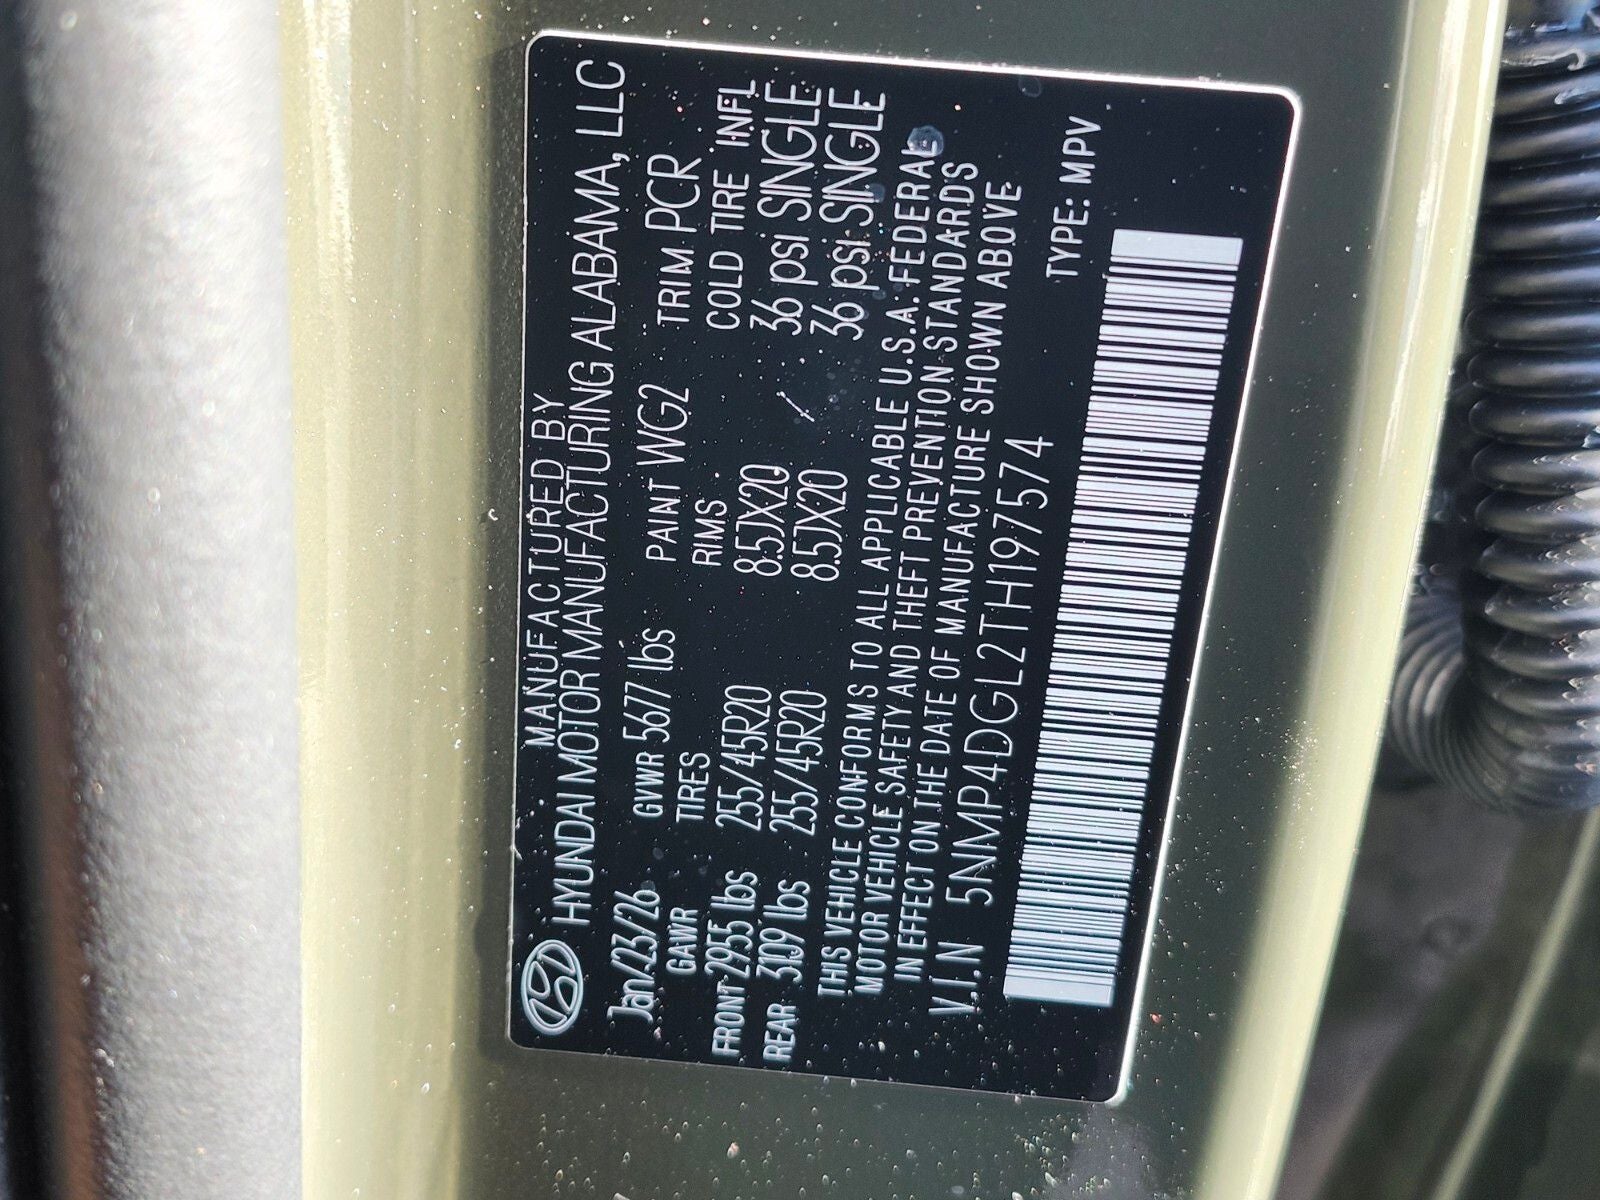 MANUFACTURED BY
HYUNDAI MOTOR MANUFACTURING ALABAMA, LLC
Jan/23/26 GVWR 5677 lbs PAINT WG2 TRIM PCR
GAWR TIRES RIMS COLD TIRE INFL
FRONT 2955 lbs 255/45R20 8.5JX20 / 36 psi SINGLE
REAR 3109 lbs 255/45R20 8.5JX20 36 psi SINGLE
THIS VEHICLE CONFORMS TO ALL APPLICABLE U.S.A. FEDERAL
MOTOR VEHICLE SAFETY AND THEFT PREVENTION STANDARDS
IN EFFECT ON THE DATE OF MANUFACTURE SHOWN ABOVE
V.I.N 5NMP4DGL2TH197574 TYPE: MPV